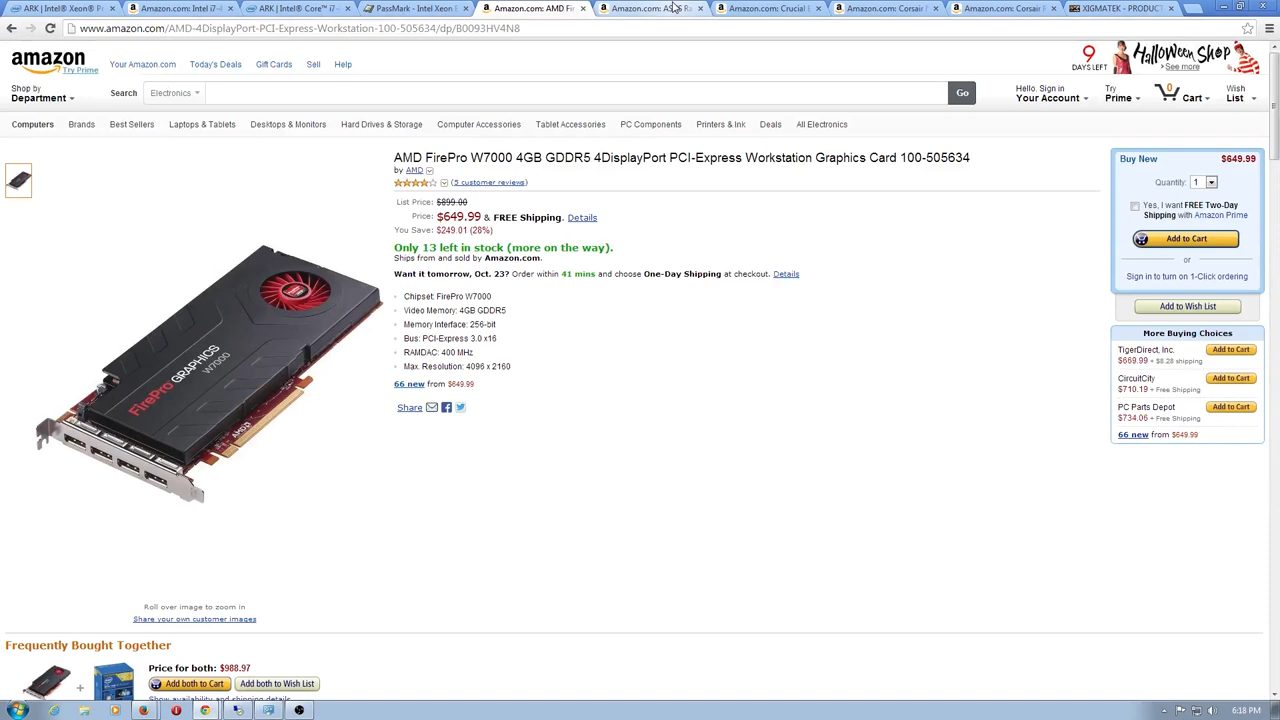 ARK | Intel® Xeon® P
Amazon.com: Intel i7-4
ARK | Intel® Core™ i7-
PassMark - Intel Xeon E
Amazon.com: AMD Fir
Amazon.com: AS
Amazon.com: Crucial
Amazon.com: Corsair
Amazon.com: Corsair
XIGMATEK - PRODUCT
www.amazon.com/AMD-4DisplayPort-PCI-Express-Workstation-100-505634/dp/B0093HV4N8
amazon
Try Prime
Your Amazon.com
Today's Deals
Gift Cards
Sell
Help
9
DAYS LEFT
Halloween Shop
See more
Shop by
Department
Search
Electronics
Go
Hello. Sign in
Your Account
Try
Prime
0
Cart
Wish
List
Computers
Brands
Best Sellers
Laptops & Tablets
Desktops & Monitors
Hard Drives & Storage
Computer Accessories
Tablet Accessories
PC Components
Printers & Ink
Deals
All Electronics
AMD FirePro W7000 4GB GDDR5 4DisplayPort PCI-Express Workstation Graphics Card 100-505634
by AMD
(5 customer reviews)
List Price: $899.00
Price: $649.99 & FREE Shipping. Details
You Save: $249.01 (28%)
Only 13 left in stock (more on the way).
Ships from and sold by Amazon.com.
Want it tomorrow, Oct. 23? Order within 41 mins and choose One-Day Shipping at checkout. Details
Chipset: FirePro W7000
Video Memory: 4GB GDDR5
Memory Interface: 256-bit
Bus: PCI-Express 3.0 x16
RAMDAC: 400 MHz
Max. Resolution: 4096 x 2160
66 new from $649.99
Share
FirePro GRAPHICS
W7000
AMD
Roll over image to zoom in
Share your own customer images
Buy New $649.99
Quantity: 1
Yes, I want FREE Two-Day
Shipping with Amazon Prime
Add to Cart
or
Sign in to turn on 1-Click ordering
Add to Wish List
More Buying Choices
TigerDirect, Inc. Add to Cart
$669.99 + $8.28 shipping
CircuitCity Add to Cart
$710.19 + Free Shipping
PC Parts Depot Add to Cart
$734.06 + Free Shipping
66 new from $649.99
Frequently Bought Together
Price for both: $988.97
Add both to Cart
Add both to Wish List
Show availability and shipping details
6:18 PM